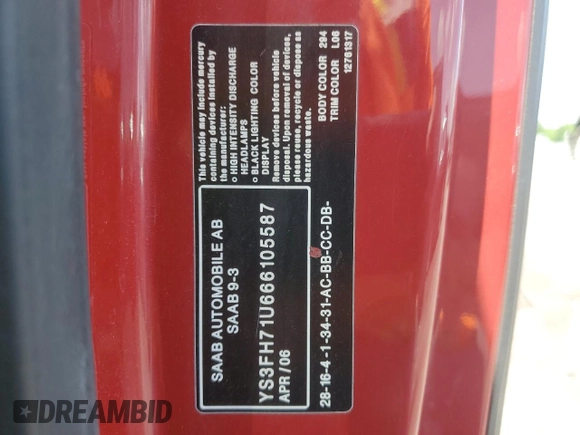 This vehicle may include mercury
containing devices installed by
the manufacturer:
o HIGH INTENSITY DISCHARGE
HEADLAMPS
o BLACK LIGHTING COLOR
DISPLAY
Remove devices before vehicle
disposal. Upon removal of devices,
please reuse, recycle or dispose as
hazardous waste.
BODY COLOR 294
TRIM COLOR L06
12761317
SAAB AUTOMOBILE AB
SAAB 9-3
YS3FH71U666105587
APR / 06
28-16-4 -1-34-31-AC-BB-CC-DB-
DREAMBID